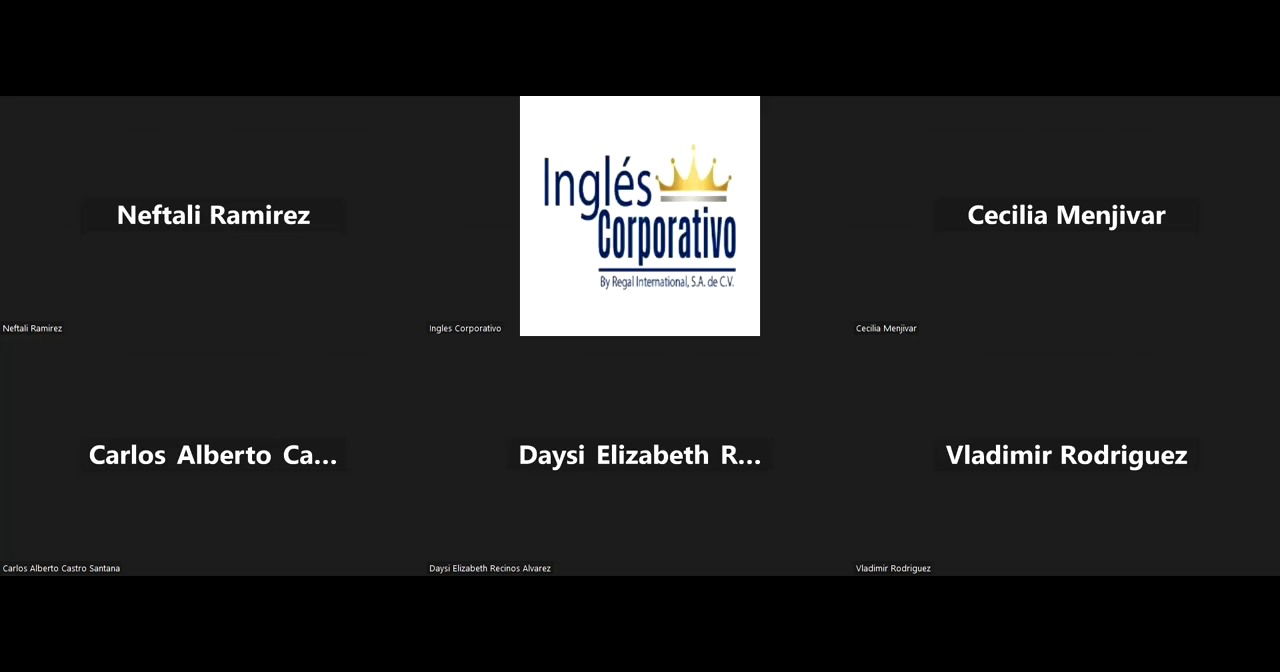 Neftali Ramirez
Inglés
Corporativo
By Regal International, S.A. de C.V.
Cecilia Menjivar
Neftali Ramirez
Ingles Corporativo
Cecilia Menjivar
Carlos Alberto Ca...
Daysi Elizabeth R...
Vladimir Rodriguez
Carlos Alberto Castro Santana
Daysi Elizabeth Recinos Alvarez
Vladimir Rodriguez